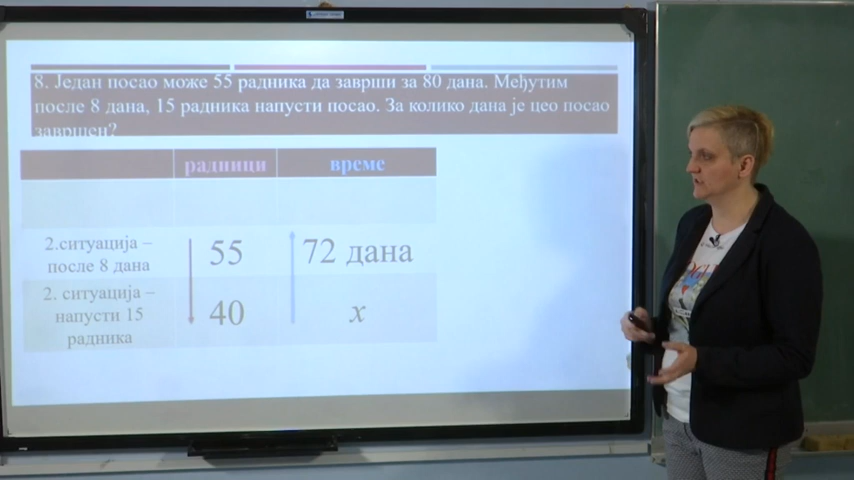 8. Један посао може 55 радника да заврши за 80 дана. Међутим
после 8 дана, 15 радника напусти посао. За колико дана је цео посао
завршен?
радници време
2.ситуација –
после 8 дана
55 72 дана
2. ситуација –
напусти 15
радника
40 x